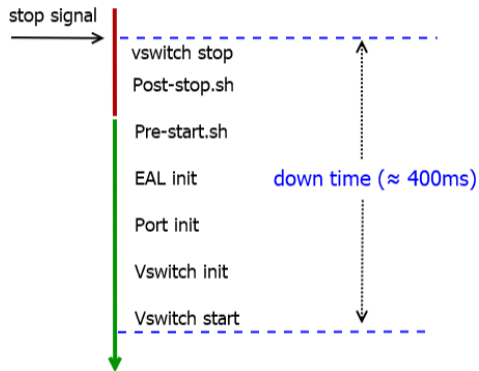 stop signal
vswitch stop
Post-stop.sh
Pre-start.sh
EAL init
down time (≈ 400ms)
Port init
Vswitch init
Vswitch start